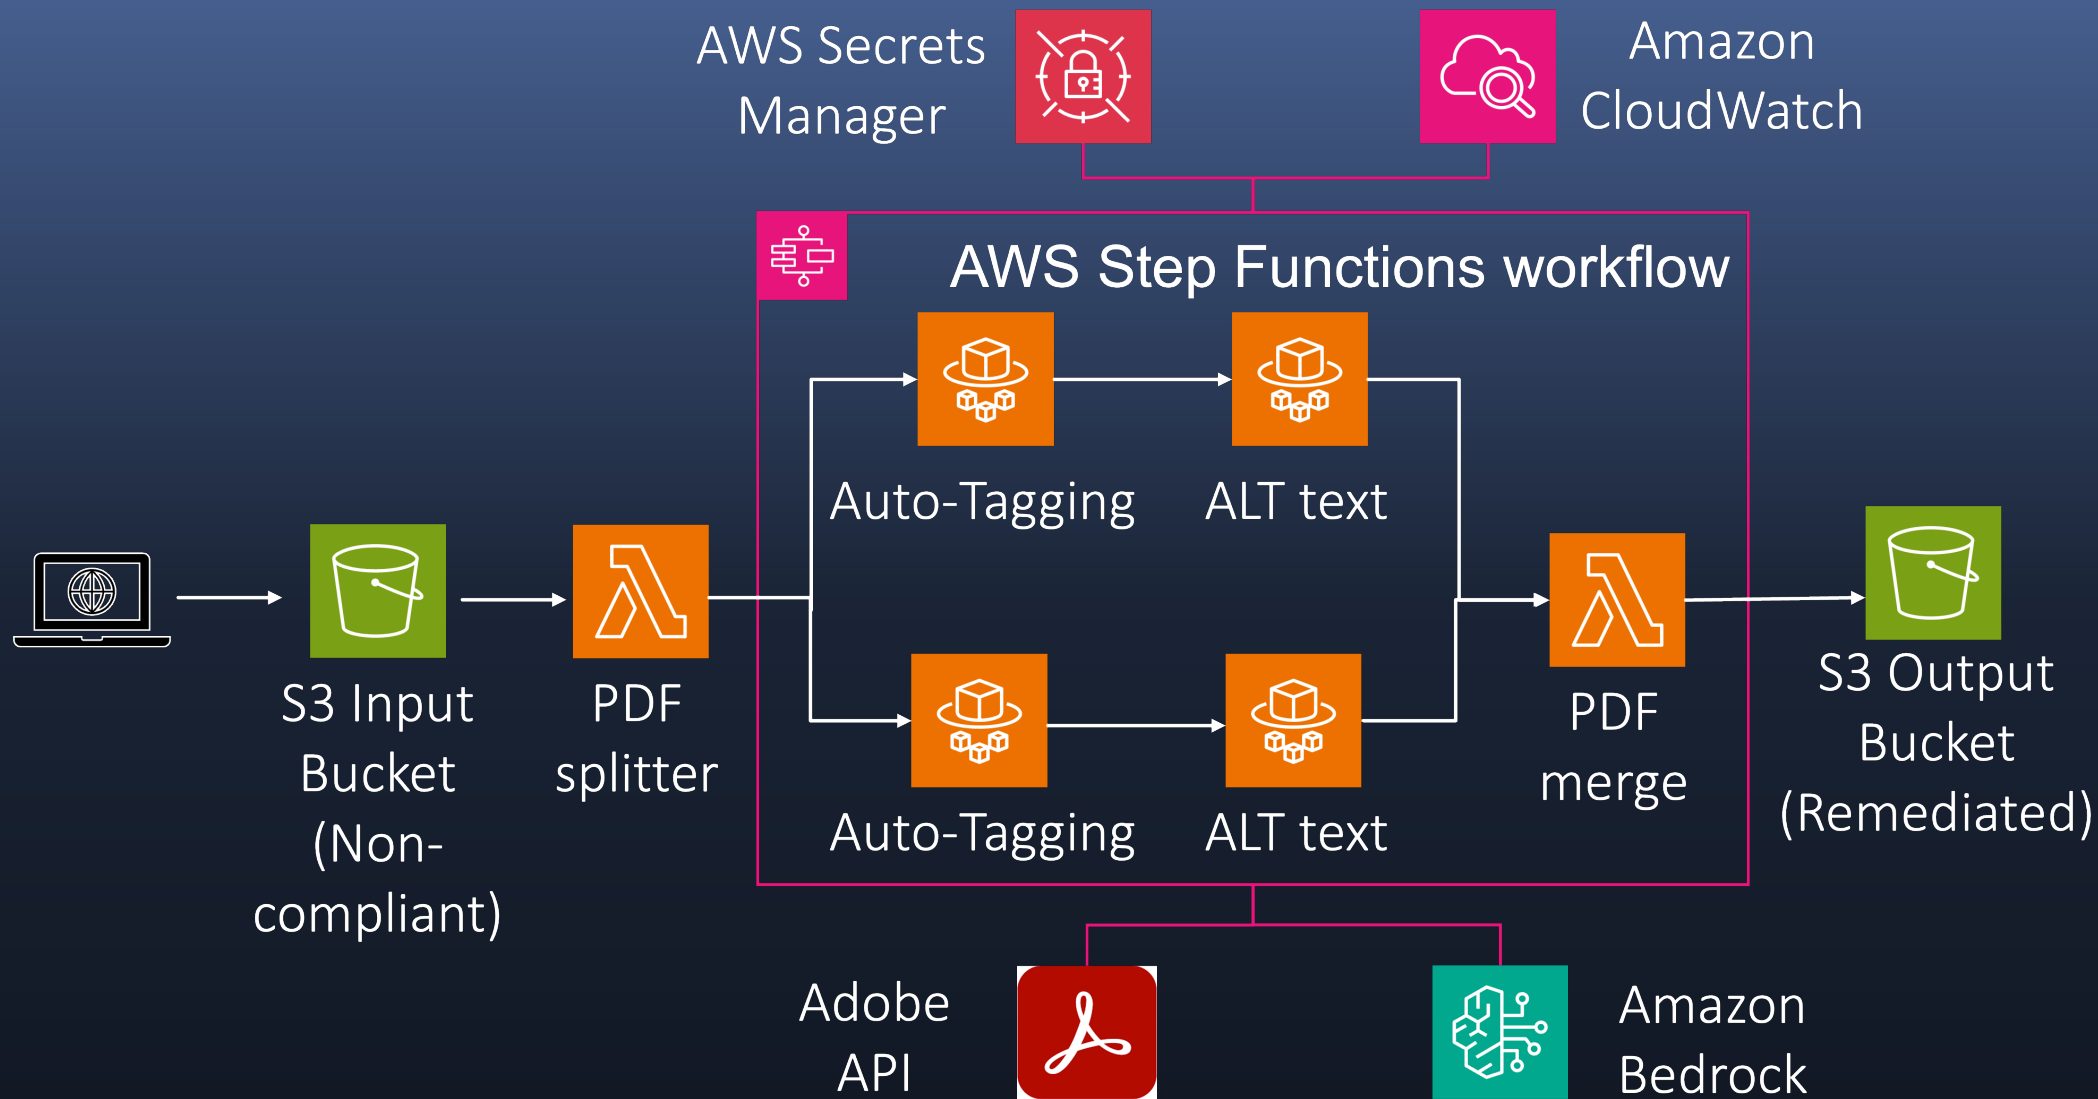 AWS Secrets
Manager
Amazon
CloudWatch
AWS Step Functions workflow
Auto-Tagging
ALT text
S3 Input
Bucket
(Non-
compliant)
PDF
splitter
Auto-Tagging
ALT text
PDF
merge
S3 Output
Bucket
(Remediated)
Adobe
API
Amazon
Bedrock